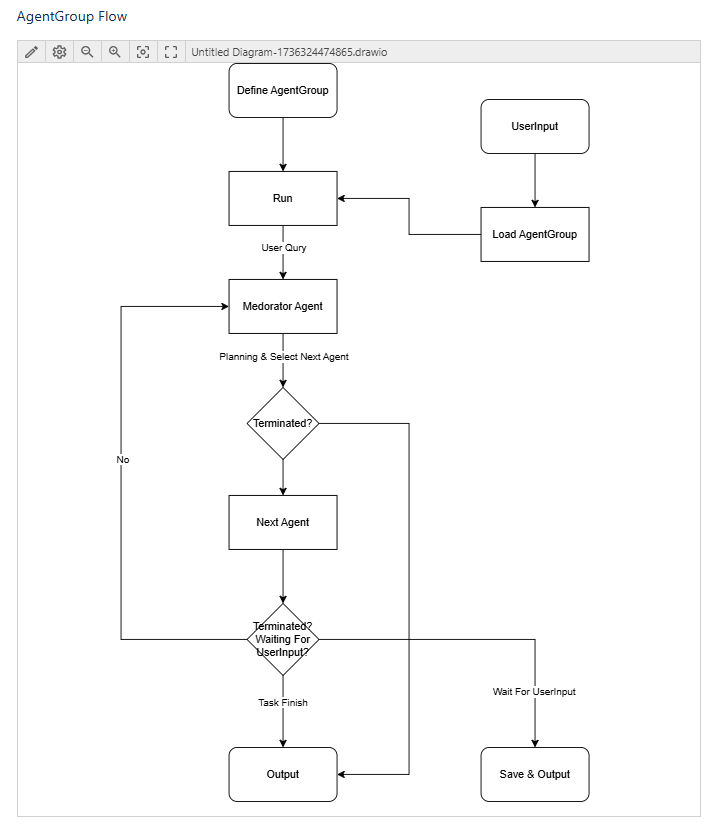 AgentGroup Flow
Untitled Diagram-1736324474865.drawio
Define AgentGroup
UserInput
Run
Load AgentGroup
User Qury
Medorator Agent
Planning & Select Next Agent
Terminated?
No
Next Agent
Terminated?
Waiting For
UserInput?
Wait For UserInput
Task Finish
Output
Save & Output